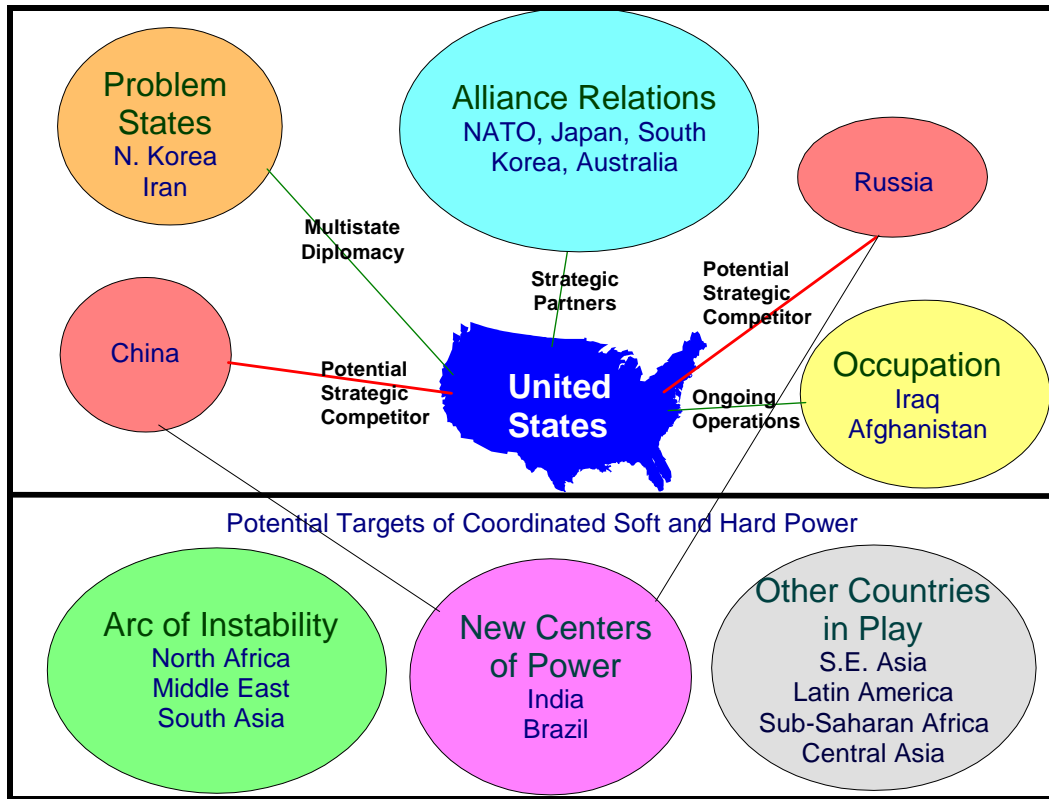 Problem
States
N. Korea
Iran
Alliance Relations
NATO, Japan, South
Korea, Australia
Russia
Multistate
Diplomacy
Strategic
Partners
Potential
Strategic
Competitor
China
Potential
Strategic
Competitor
United
States
Ongoing
Operations
Occupation
Iraq
Afghanistan
Potential Targets of Coordinated Soft and Hard Power
Arc of Instability
North Africa
Middle East
South Asia
New Centers
of Power
India
Brazil
Other Countries
in Play
S.E. Asia
Latin America
Sub-Saharan Africa
Central Asia